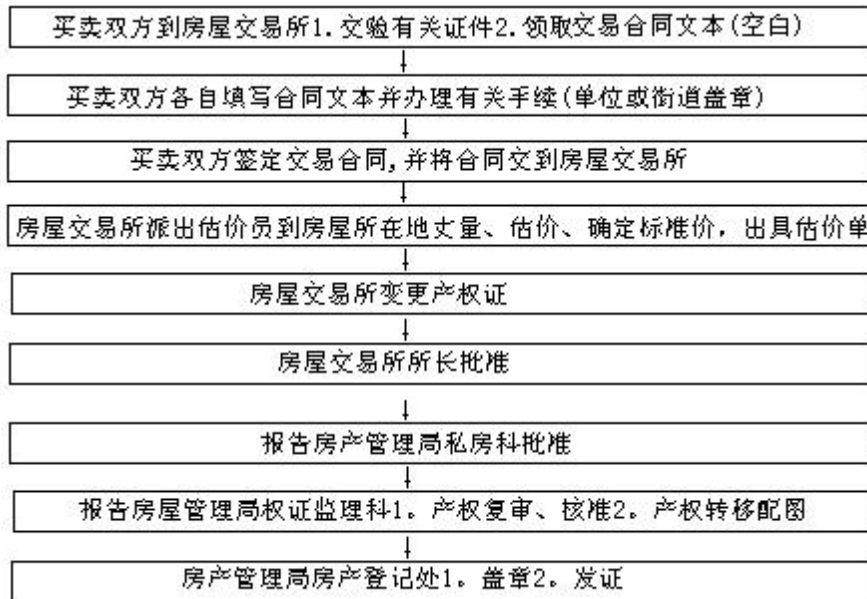 买卖双方到房屋交易所1.交验有关证件2.领取交易合同文本(空白)
买卖双方各自填写合同文本并办理有关手续(单位或街道盖章)
买卖双方签定交易合同,并将合同交到房屋交易所
房屋交易所派出估价员到房屋所在地丈量、估价、确定标准价，出具估价单
房屋交易所变更产权证
房屋交易所所长批准
报告房产管理局私房科批准
报告房屋管理局权证监理科1。产权复审、核准2。产权转移配图
房产管理局房产登记处1。盖章2。发证